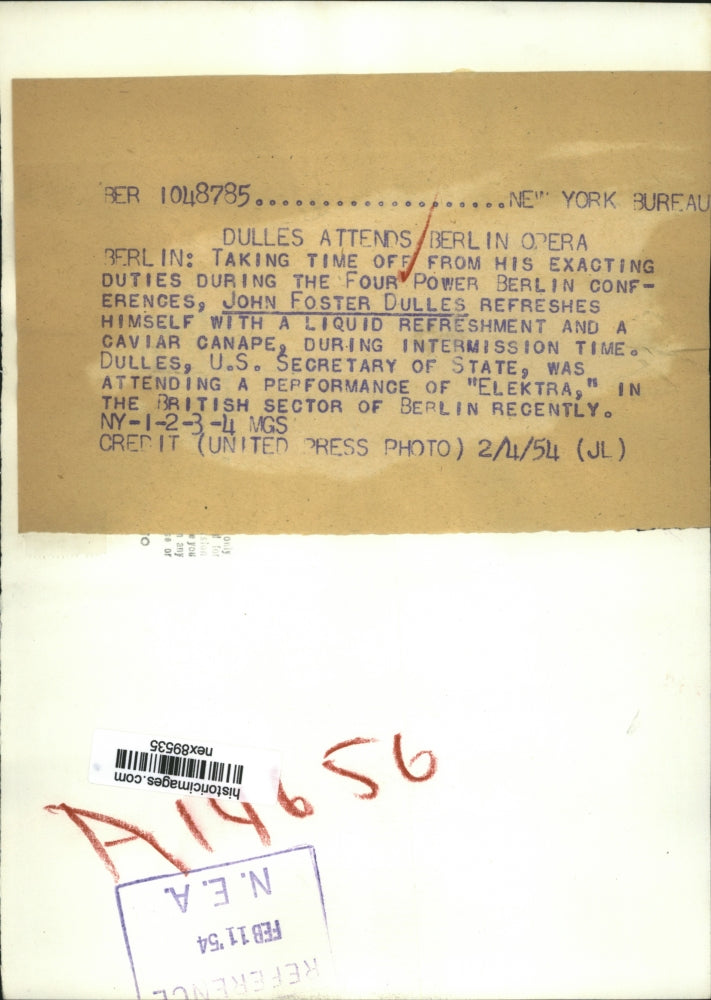 BER 1048785.....................NEW YORK BUREAU
DULLES ATTENDS BERLIN OPERA
BERLIN: TAKING TIME OFF FROM HIS EXACTING
DUTIES DURING THE FOUR POWER BERLIN CONF-
ERENCES, JOHN FOSTER DULLES REFRESHES
HIMSELF WITH A LIQUID REFRESHMENT AND A
CAVIAR CANAPE, DURING INTERMISSION TIME.
DULLES, U.S. SECRETARY OF STATE, WAS
ATTENDING A PERFORMANCE OF "ELEKTRA," IN
THE BRITISH SECTOR OF BERLIN RECENTLY.
NY-1-2-3-4 MGS
CREDIT (UNITED PRESS PHOTO) 2/4/54 (JL)
historicimages.com
nex89535
A14656
REFERENCE
FEB 11 '54
N.E.A.